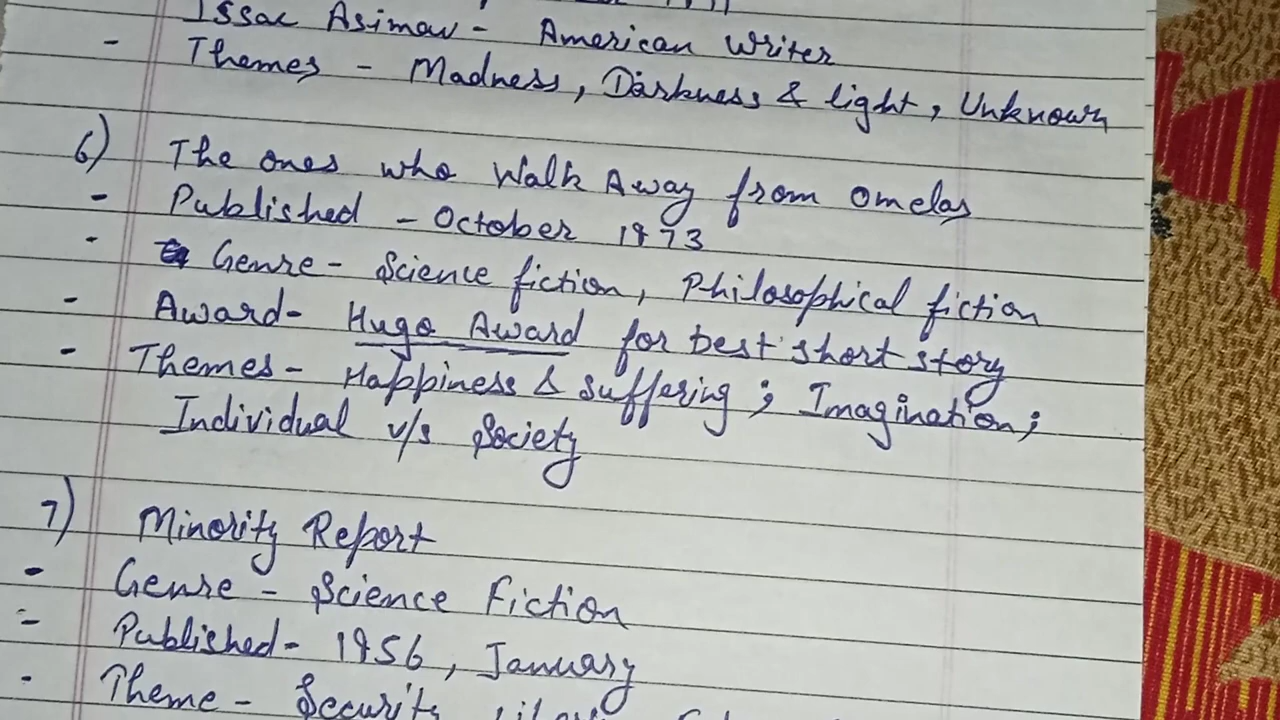 Issac Asimov - American Writer
- Themes - Madness, Darkness & light, Unknown
6) The ones who Walk Away from Omelas
- Published - October 1973
- Genre - Science fiction, Philosophical fiction
- Award - Hugo Award for best short story
- Themes - Happiness & Suffering ; Imagination ;
Individual v/s Society
7) Minority Report
- Genre - Science Fiction
- Published - 1956, January
- Theme - Security